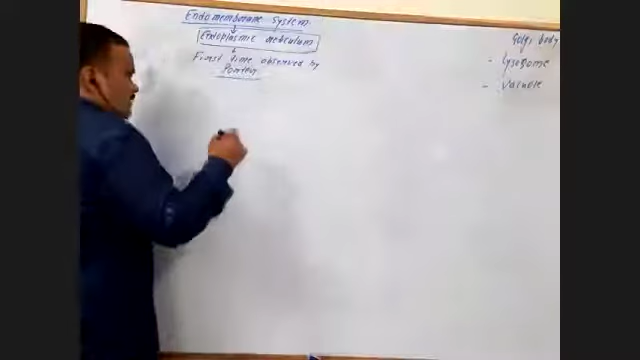 Endomembrane system
Endoplasmic reticulum
First time observed by
Porter
Golgi body
- Lysosome
- Vacuole